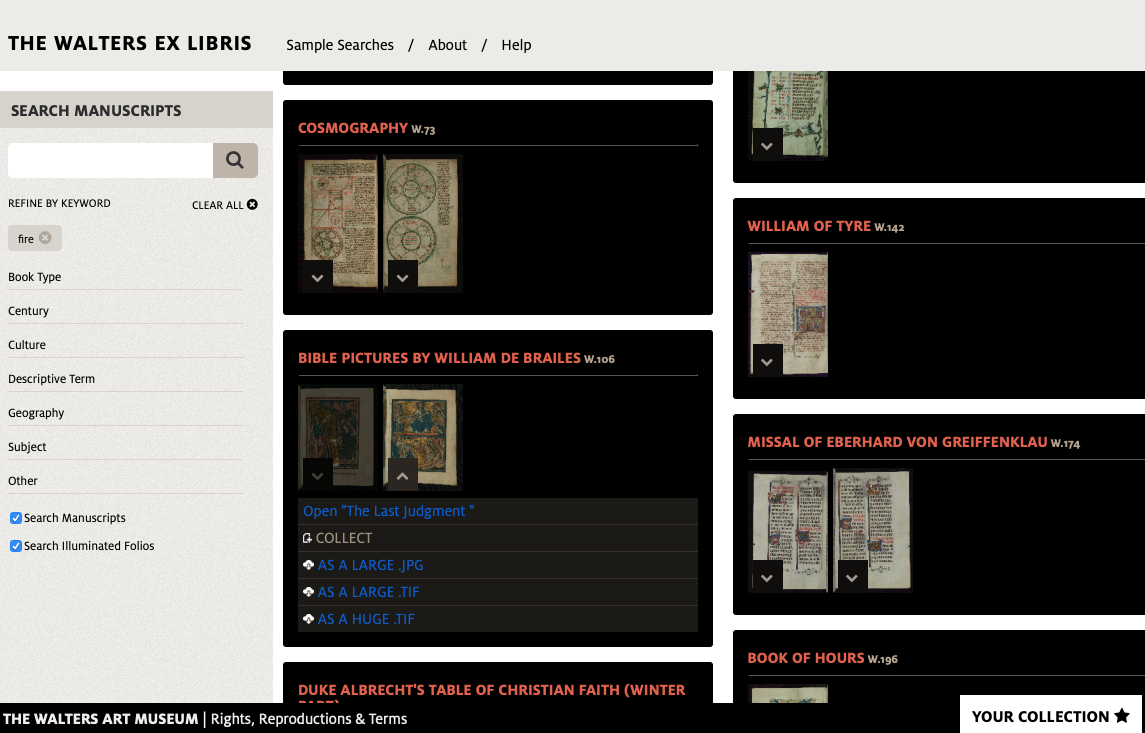 THE WALTERS EX LIBRIS
Sample Searches / About / Help
SEARCH MANUSCRIPTS
REFINE BY KEYWORD
CLEAR ALL
fire
Book Type
Century
Culture
Descriptive Term
Geography
Subject
Other
Search Manuscripts
Search Illuminated Folios
COSMOGRAPHY W.73
BIBLE PICTURES BY WILLIAM DE BRAILES W.106
Open "The Last Judgment "
COLLECT
AS A LARGE .JPG
AS A LARGE .TIF
AS A HUGE .TIF
DUKE ALBRECHT'S TABLE OF CHRISTIAN FAITH (WINTER
PART)
WILLIAM OF TYRE W.142
MISSAL OF EBERHARD VON GREIFFENKLAU W.174
BOOK OF HOURS W.196
THE WALTERS ART MUSEUM | Rights, Reproductions & Terms
YOUR COLLECTION